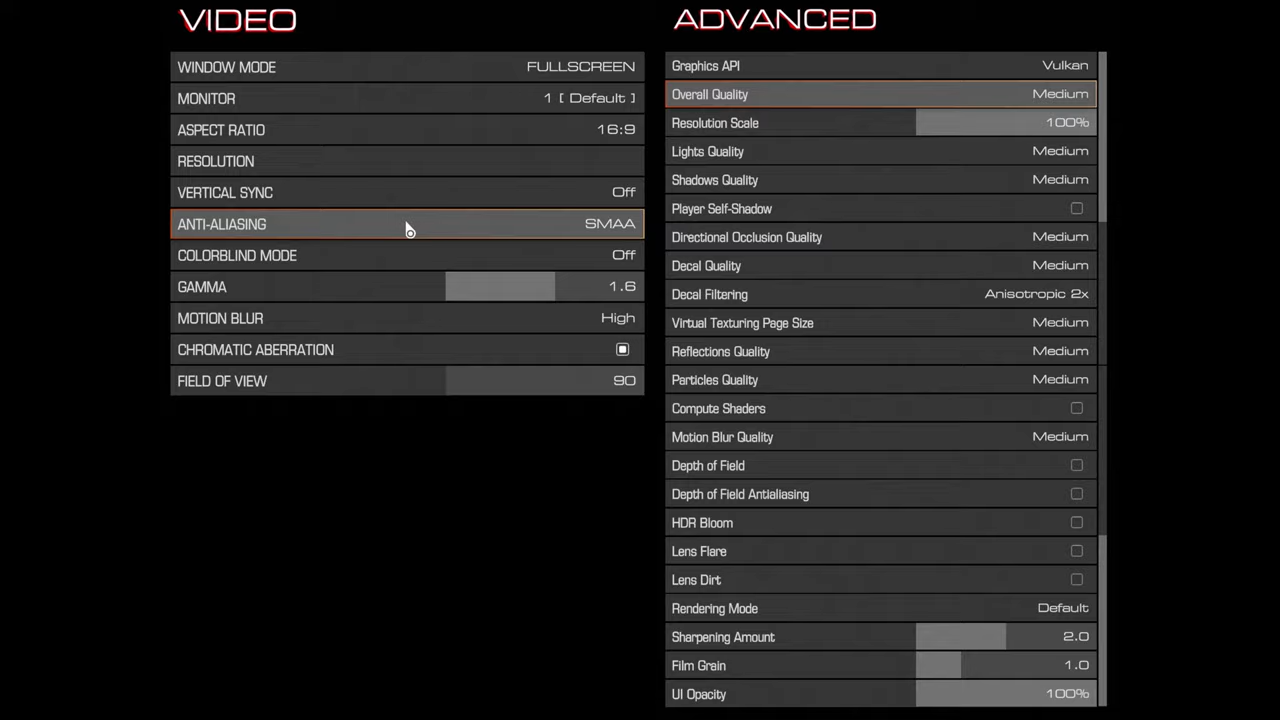 VIDEO
WINDOW MODE FULLSCREEN
MONITOR 1 [ Default ]
ASPECT RATIO 16:9
RESOLUTION
VERTICAL SYNC Off
ANTI-ALIASING SMAA
COLORBLIND MODE Off
GAMMA 1.6
MOTION BLUR High
CHROMATIC ABERRATION
FIELD OF VIEW 90
ADVANCED
Graphics API Vulkan
Overall Quality Medium
Resolution Scale 100%
Lights Quality Medium
Shadows Quality Medium
Player Self-Shadow
Directional Occlusion Quality Medium
Decal Quality Medium
Decal Filtering Anisotropic 2x
Virtual Texturing Page Size Medium
Reflections Quality Medium
Particles Quality Medium
Compute Shaders
Motion Blur Quality Medium
Depth of Field
Depth of Field Antialiasing
HDR Bloom
Lens Flare
Lens Dirt
Rendering Mode Default
Sharpening Amount 2.0
Film Grain 1.0
UI Opacity 100%